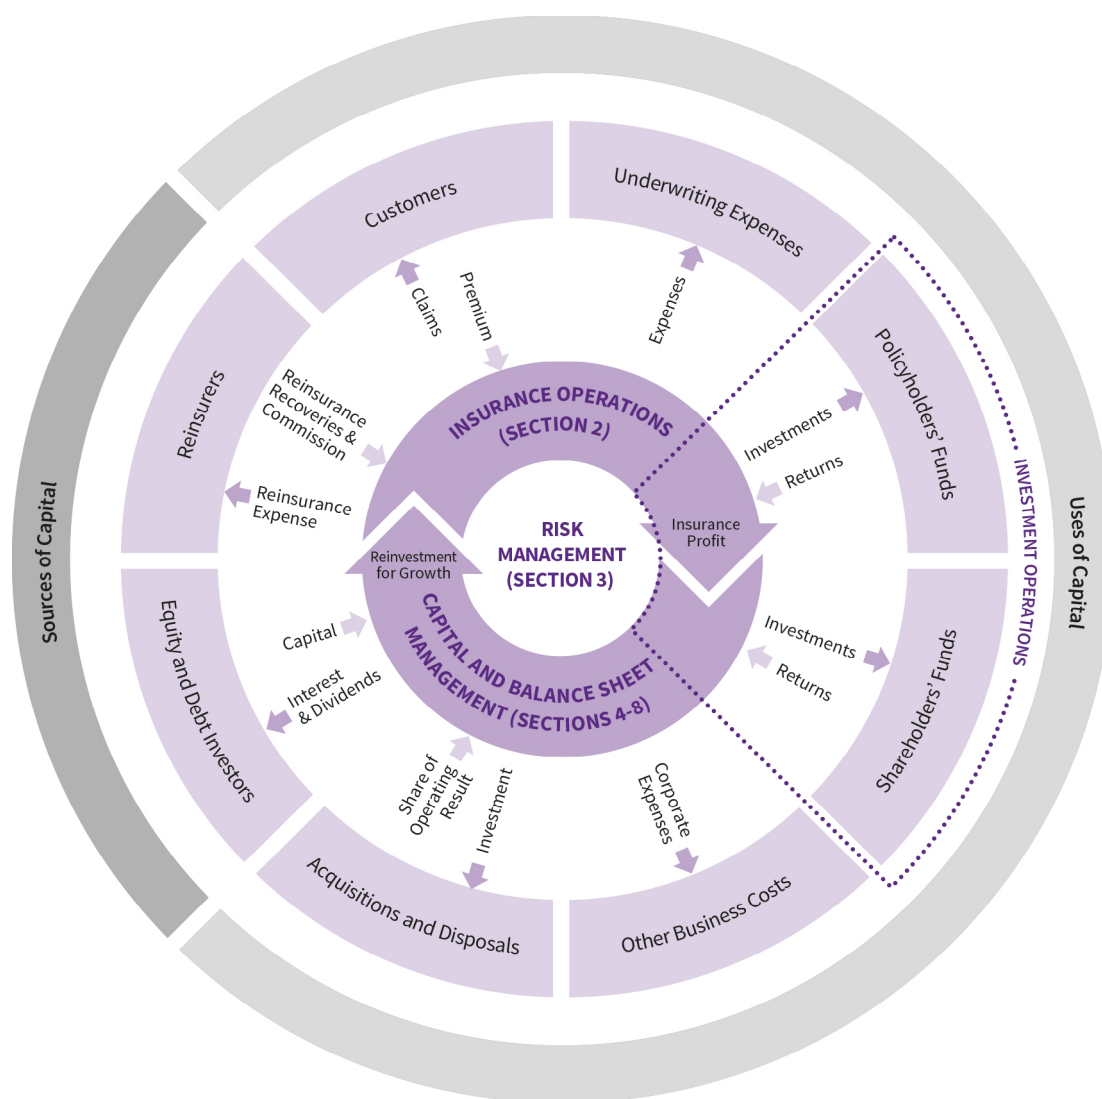 Customers
Underwriting Expenses
Claims
Premium
Expenses
Reinsurers
Reinsurance
Recoveries &
Commission
Reinsurance
Expense
INSURANCE OPERATIONS
(SECTION 2)
Policyholders' Funds
Investments
Returns
INVESTMENT OPERATIONS
Sources of Capital
Uses of Capital
RISK
MANAGEMENT
(SECTION 3)
Insurance
Profit
Reinvestment
for Growth
CAPITAL AND BALANCE SHEET
MANAGEMENT (SECTIONS 4-8)
Equity and Debt Investors
Capital
Interest
& Dividends
Investments
Returns
Shareholders' Funds
Share of
Operating
Result
Investment
Corporate
Expenses
Acquisitions and Disposals
Other Business Costs